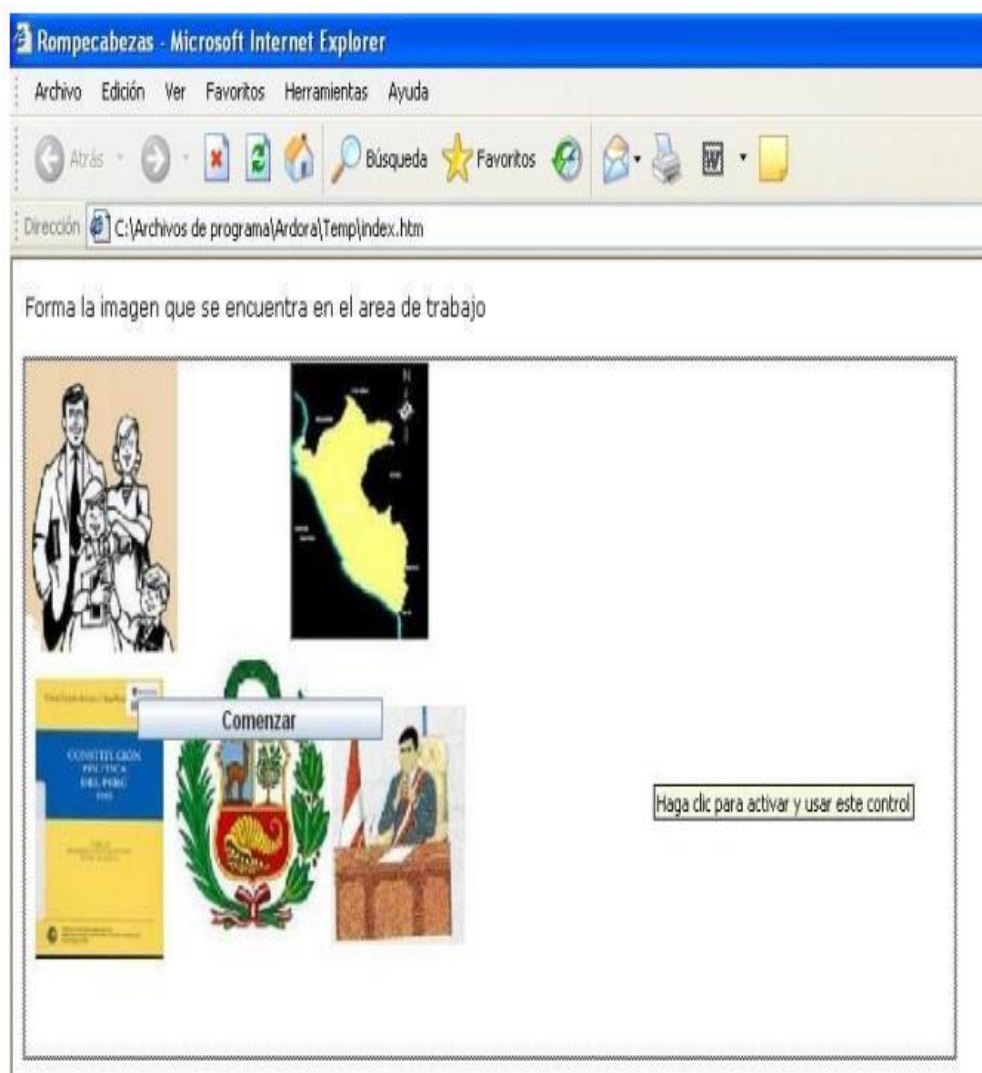 Rompecabezas - Microsoft Internet Explorer
Archivo Edición Ver Favoritos Herramientas Ayuda
Atrás Búsqueda Favoritos
Dirección C:\Archivos de programa\Ardora\Temp\index.htm
Forma la imagen que se encuentra en el area de trabajo
N
Comenzar
CONSTITUCIÓN
POLÍTICA
DEL PERÚ
1993
Haga clic para activar y usar este control